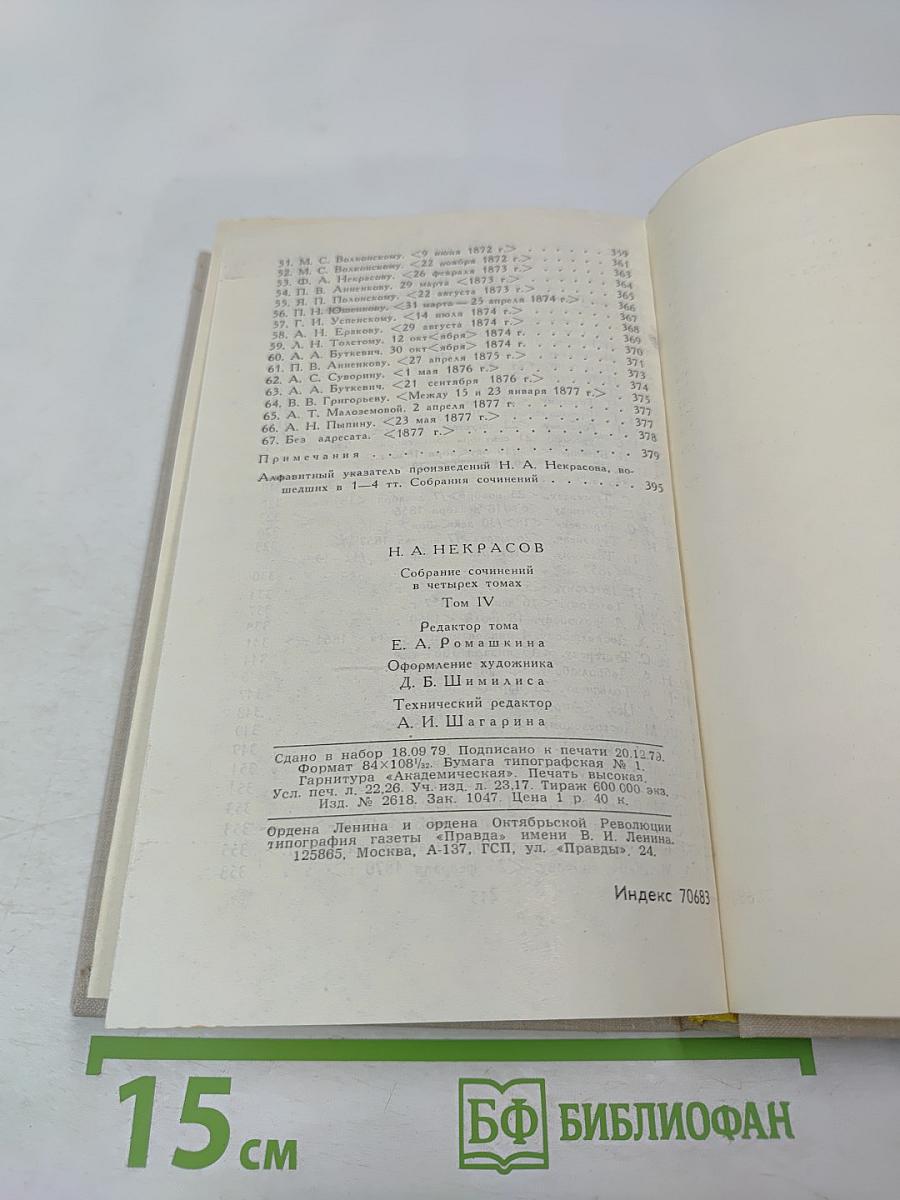 51. М. С. Волконскому. <9 июня 1872 г.> . . . . . . 359
52. М. С. Волконскому. <22 ноября 1872 г.> . . . . . 361
53. Ф. А. Некрасову. <26 февраля 1873 г.> . . . . . 363
54. П. В. Анненкову. 29 марта <1873 г.> . . . . . . 364
55. Я. П. Полонскому. <22 августа 1873 г.> . . . . . 365
56. П. Н. Юшенкову. <31 марта — 25 апреля 1874 г.> . . . 366
57. Г. И. Успенскому. <14 июля 1874 г.> . . . . . . 367
58. А. Н. Еракову. <29 августа 1874 г.> . . . . . . 368
59. Л. Н. Толстому. 12 окт<ября> 1874 г. . . . . . . 369
60. А. А. Буткевич. 30 окт<ября> 1874 г. . . . . . . 370
61. П. В. Анненкову. <27 апреля 1875 г.> . . . . . . 371
62. А. С. Суворину. <1 мая 1876 г.> . . . . . . . 373
63. А. А. Буткевич. <21 сентября 1876 г.> . . . . . . 374
64. В. В. Григорьеву. <Между 15 и 23 января 1877 г.> . 375
65. А. Т. Малоземовой. 2 апреля 1877 г. . . . . . . . 377
66. А. Н. Пыпину. <23 мая 1877 г.> . . . . . . . . 377
67. Без адресата. <1877 г.> . . . . . . . . . . . 378
Примечания . . . . . . . . . . . . . . . . 379
Алфавитный указатель произведений Н. А. Некрасова, во-
шедших в 1—4 тт. Собрания сочинений . . . . . . . 395
Н. А. НЕКРАСОВ
Собрание сочинений
в четырех томах
Том IV
Редактор тома
Е. А. Ромашкина
Оформление художника
Д. Б. Шимилиса
Технический редактор
А. И. Шагарина
Сдано в набор 18.09.79. Подписано к печати 20.12.79.
Формат 84×108¹/₃₂. Бумага типографская № 1.
Гарнитура «Академическая». Печать высокая.
Усл. печ. л. 22,26. Уч. изд. л. 23,17. Тираж 600 000 экз.
Изд. № 2618. Зак. 1047. Цена 1 р. 40 к.
Ордена Ленина и ордена Октябрьской Революции
типография газеты «Правда» имени В. И. Ленина.
125865, Москва, А-137, ГСП, ул. «Правды», 24.
Индекс 70683
15 см
БФ БИБЛИОФАН